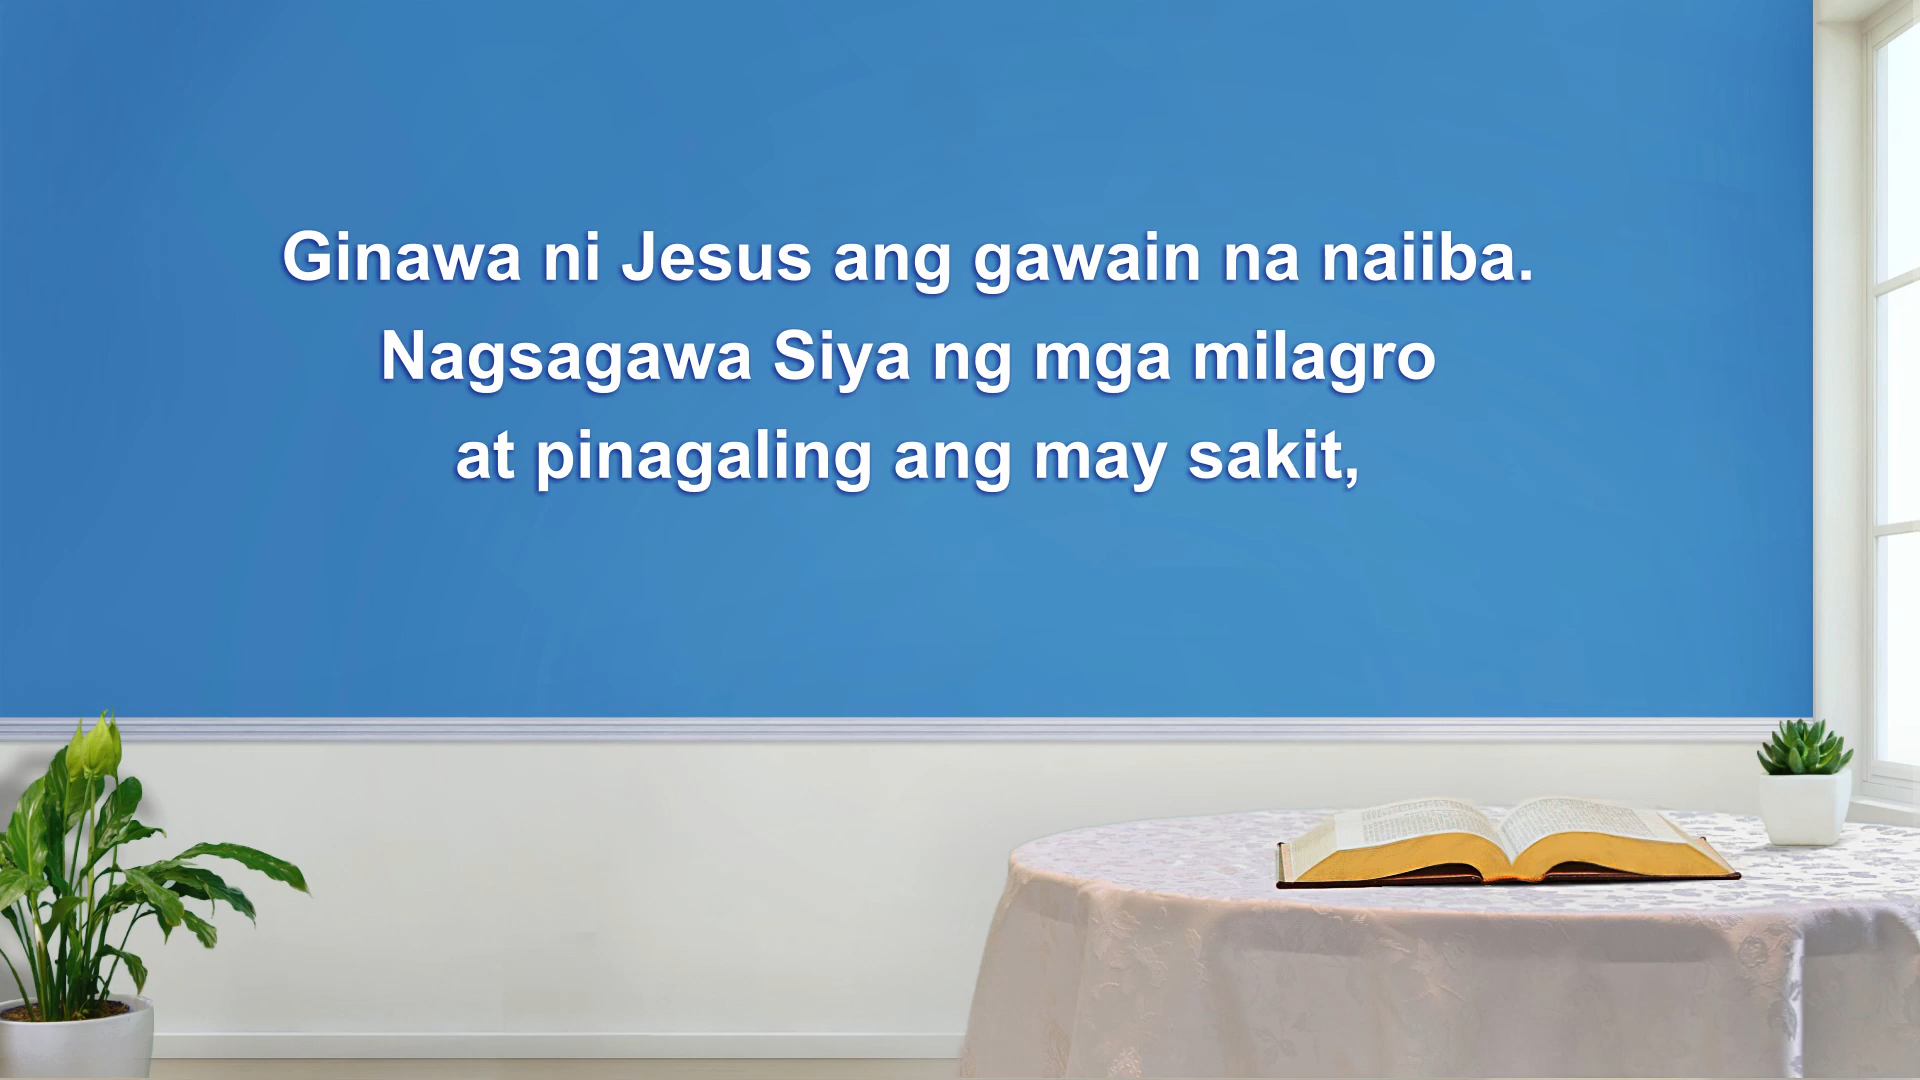 Ginawa ni Jesus ang gawain na naiiba.
Nagsagawa Siya ng mga milagro
at pinagaling ang may sakit,